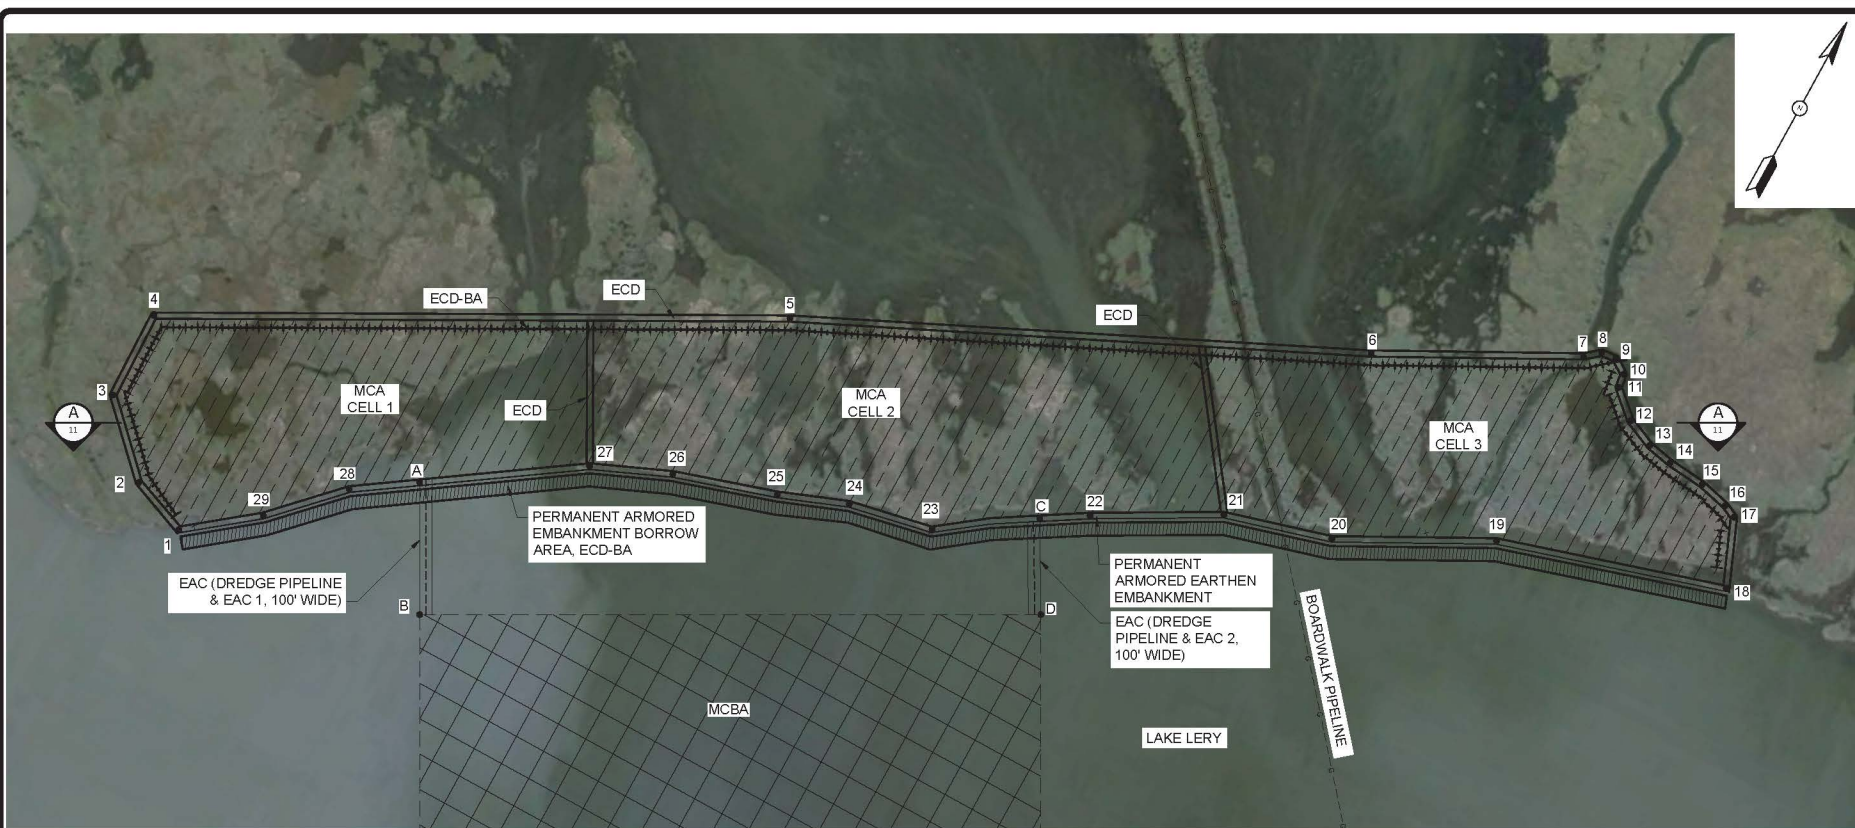 N
4
ECD-BA
ECD
5
ECD
6
7
8
9
10
11
12
13
14
15
16
17
18
3
A
11
MCA
CELL 1
ECD
MCA
CELL 2
MCA
CELL 3
A
11
2
1
29
28
A
27
26
25
24
23
C
22
21
20
19
PERMANENT ARMORED
EMBANKMENT BORROW
AREA, ECD-BA
EAC (DREDGE PIPELINE
& EAC 1, 100' WIDE)
PERMANENT
ARMORED EARTHEN
EMBANKMENT
B
D
EAC (DREDGE
PIPELINE & EAC 2,
100' WIDE)
BOARDWALK PIPELINE
MCBA
LAKE LERY